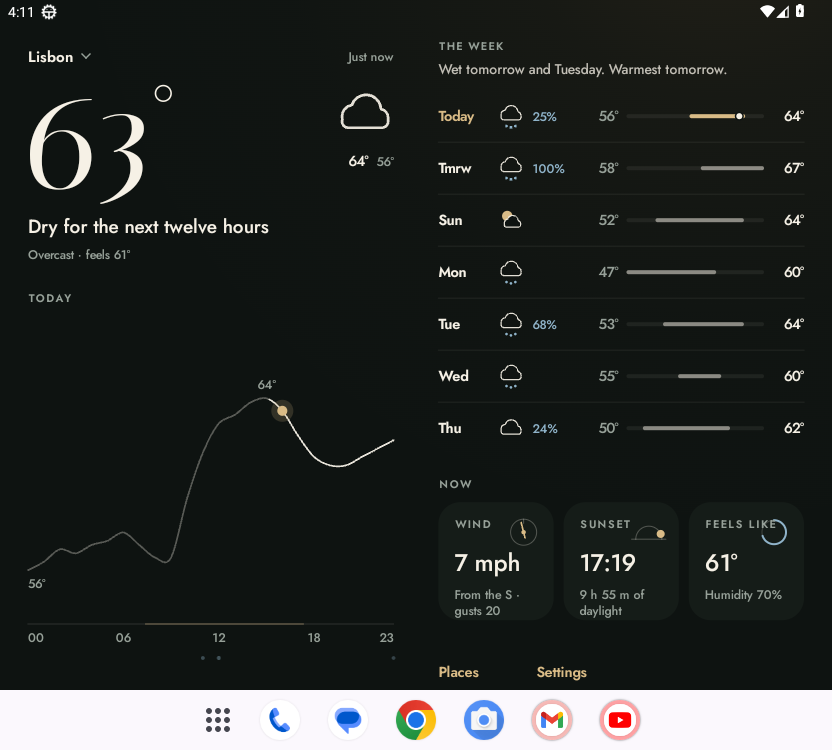 4:11
Lisbon
Just now
63°
64° 56°
Dry for the next twelve hours
Overcast · feels 61°
TODAY
64°
56°
00 06 12 18 23
THE WEEK
Wet tomorrow and Tuesday. Warmest tomorrow.
Today 25% 56° 64°
Tmrw 100% 58° 67°
Sun 52° 64°
Mon 47° 60°
Tue 68% 53° 64°
Wed 55° 60°
Thu 24% 50° 62°
NOW
WIND
7 mph
From the S ·
gusts 20
SUNSET
17:19
9 h 55 m of
daylight
FEELS LIKE
61°
Humidity 70%
Places Settings